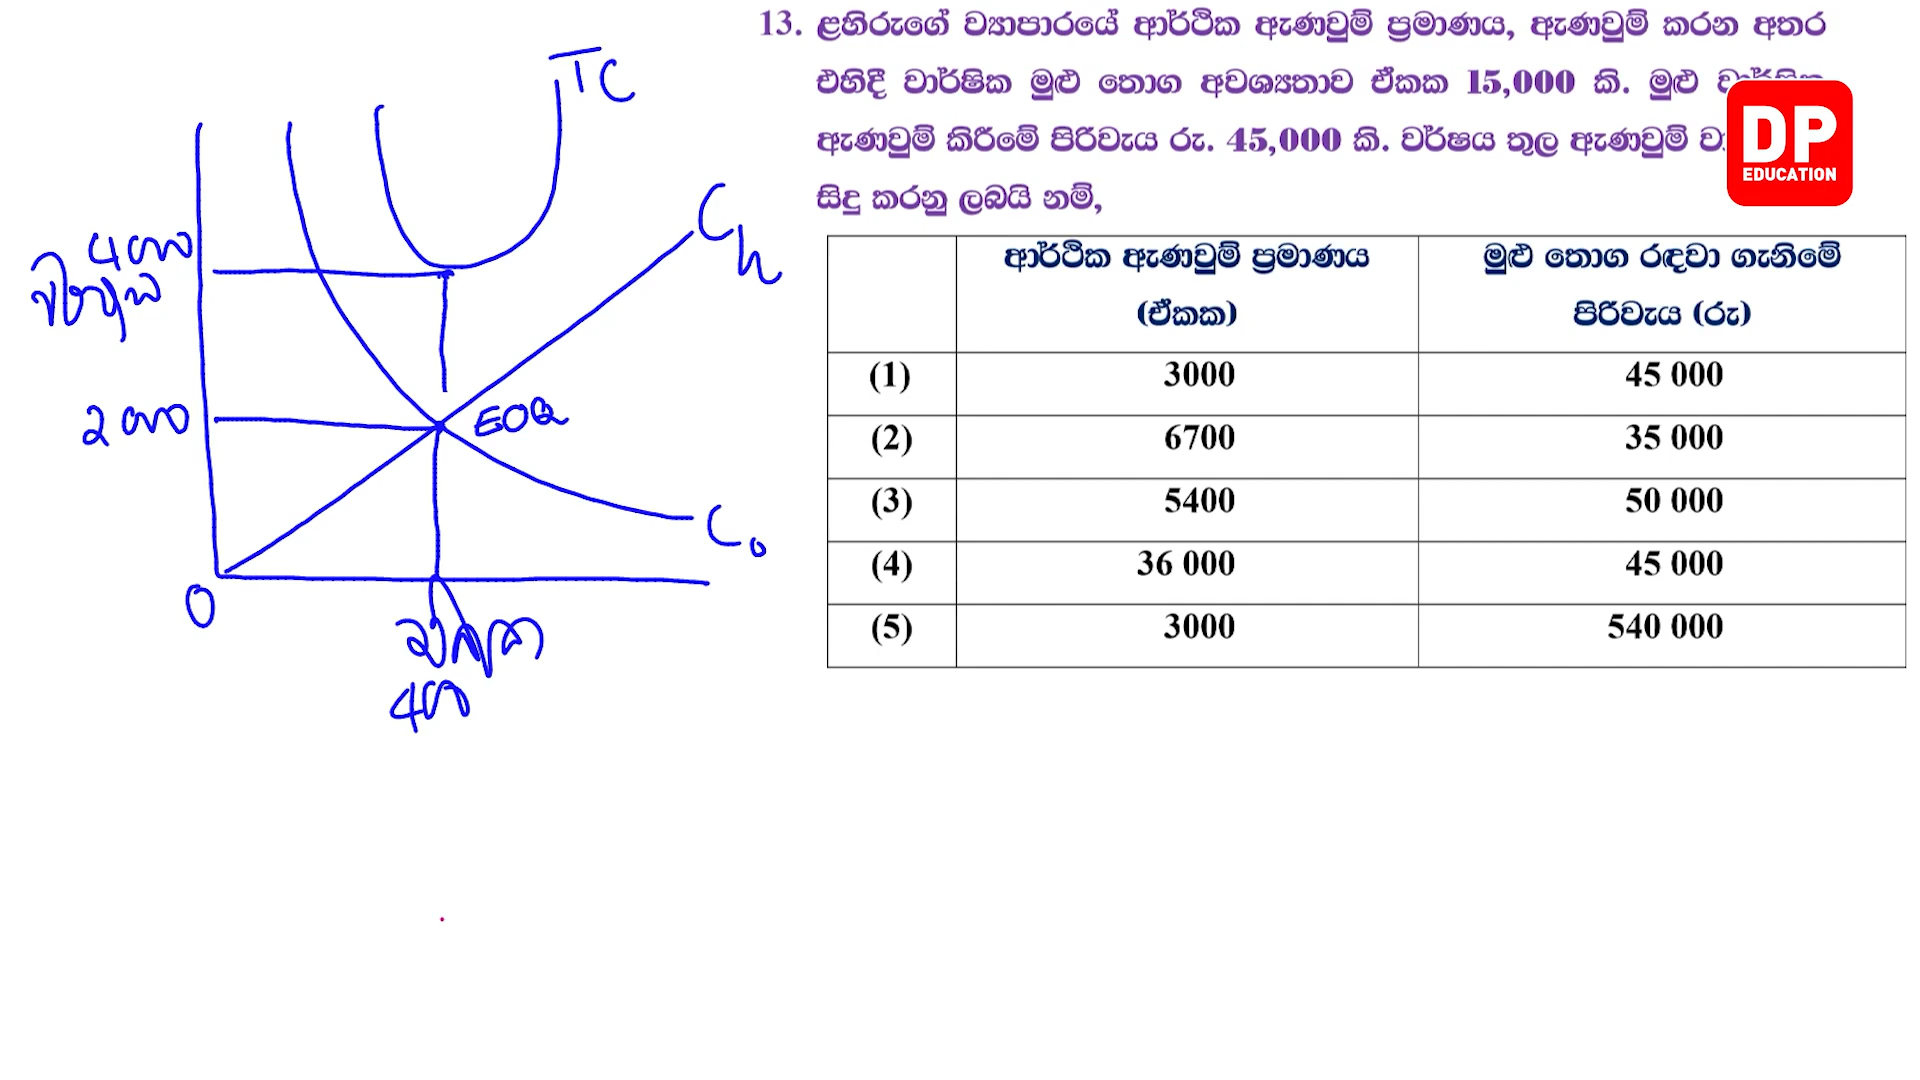 13. ළහිරුගේ ව්‍යාපාරයේ ආර්ථික ඇණවුම් ප්‍රමාණය, ඇණවුම් කරන අතර
එහිදී වාර්ෂික මුළු තොග අවශ්‍යතාව ඒකක 15,000 කි. මුළු
ඇණවුම් කිරීමේ පිරිවැය රු. 45,000 කි. වර්ෂය තුල ඇණවුම්
සිදු කරනු ලබයි නම්,
DP
EDUCATION
ආර්ථික ඇණවුම් ප්‍රමාණය (ඒකක) මුළු තොග රඳවා ගැනිමේ පිරිවැය (රු)
(1) 3000 45 000
(2) 6700 35 000
(3) 5400 50 000
(4) 36 000 45 000
(5) 3000 540 000
TC
Ch
4000
2000
EOQ
Co
0
ඒකක
400